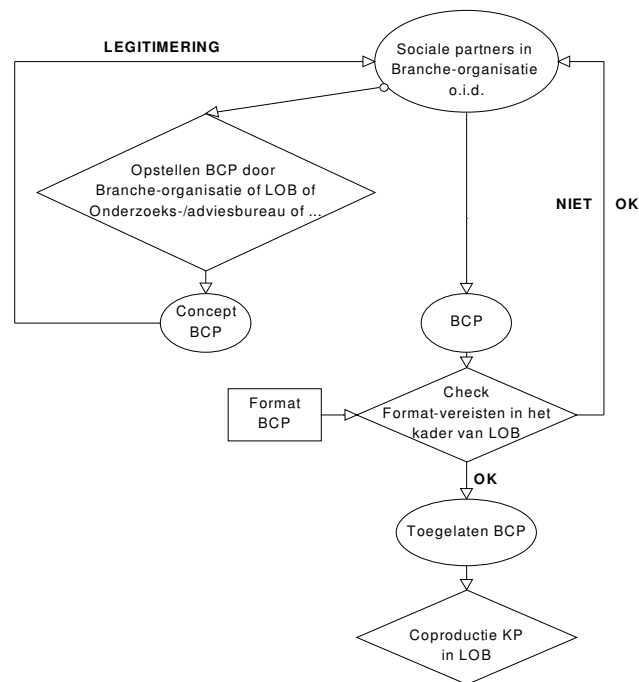 LEGITIMERING
Sociale partners in
Branche-organisatie
o.i.d.
Opstellen BCP door
Branche-organisatie of LOB of
Onderzoeks-/adviesbureau of ...
NIET OK
Concept
BCP
BCP
Format
BCP
Check
Format-vereisten in het
kader van LOB
OK
Toegelaten BCP
Coproductie KP
in LOB